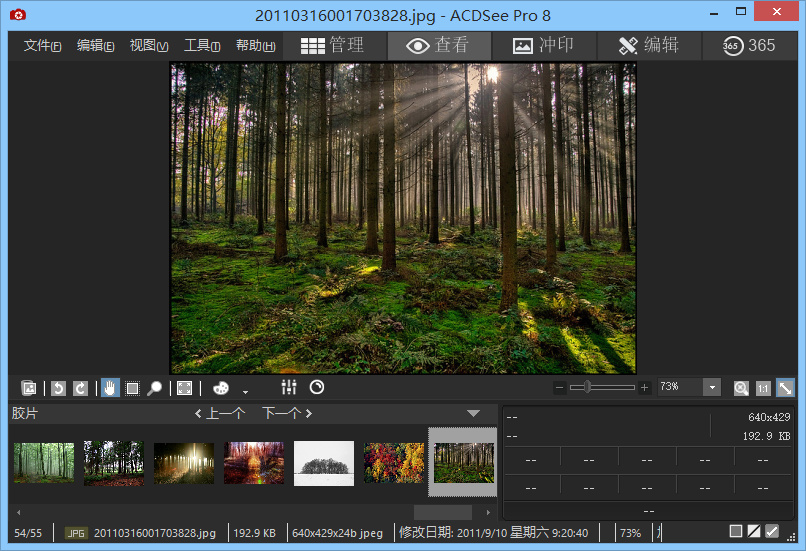 20110316001703828.jpg - ACDSee Pro 8
文件(F) 编辑(E) 视图(V) 工具(T) 帮助(H) 管理 查看 冲印 编辑 365 365
73% 1:1
胶片 上一个 下一个
-- 640x429
-- 192.9 KB
-- -- -- -- --
-- -- -- -- --
--
54/55 JPG 20110316001703828.jpg 192.9 KB 640x429x24b jpeg 修改日期: 2011/9/10 星期六 9:20:40 73%